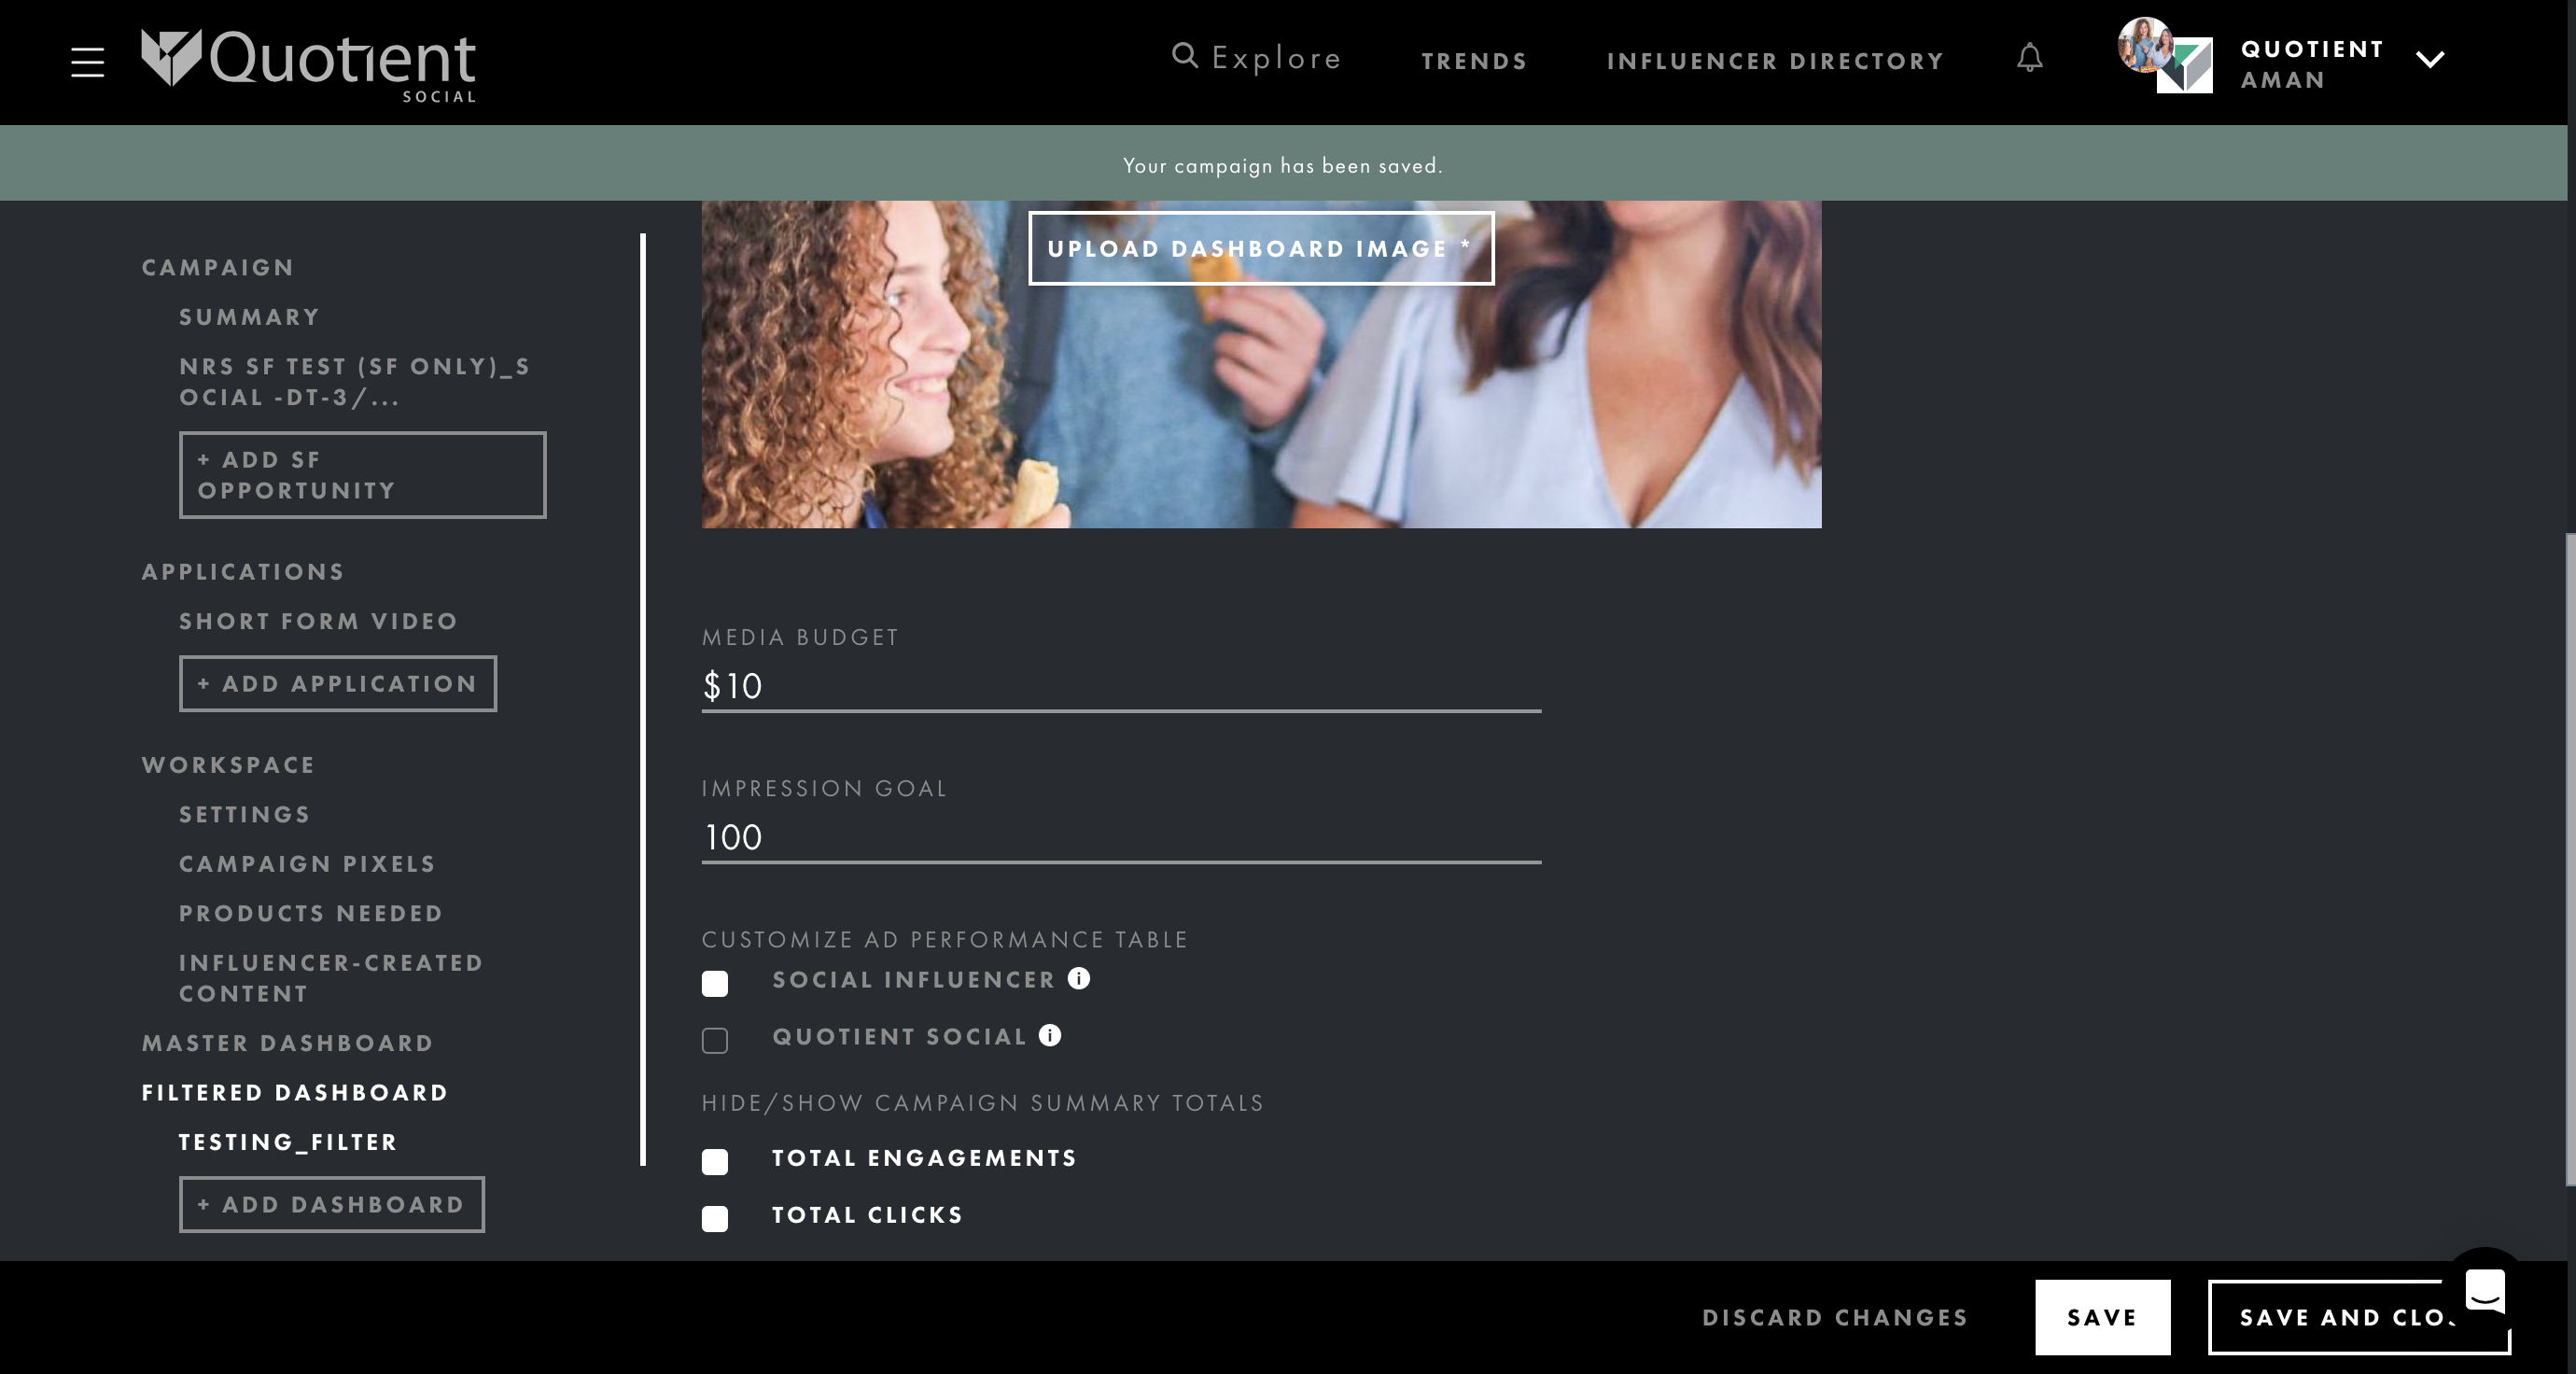 Quotient
SOCIAL
Explore
TRENDS
INFLUENCER DIRECTORY
QUOTIENT
AMAN
Your campaign has been saved.
CAMPAIGN
SUMMARY
NRS SF TEST (SF ONLY)_S
OCIAL -DT-3/...
+ ADD SF
OPPORTUNITY
APPLICATIONS
SHORT FORM VIDEO
+ ADD APPLICATION
WORKSPACE
SETTINGS
CAMPAIGN PIXELS
PRODUCTS NEEDED
INFLUENCER-CREATED
CONTENT
MASTER DASHBOARD
FILTERED DASHBOARD
TESTING_FILTER
+ ADD DASHBOARD
UPLOAD DASHBOARD IMAGE *
MEDIA BUDGET
$10
IMPRESSION GOAL
100
CUSTOMIZE AD PERFORMANCE TABLE
SOCIAL INFLUENCER i
QUOTIENT SOCIAL i
HIDE/SHOW CAMPAIGN SUMMARY TOTALS
TOTAL ENGAGEMENTS
TOTAL CLICKS
DISCARD CHANGES
SAVE
SAVE AND